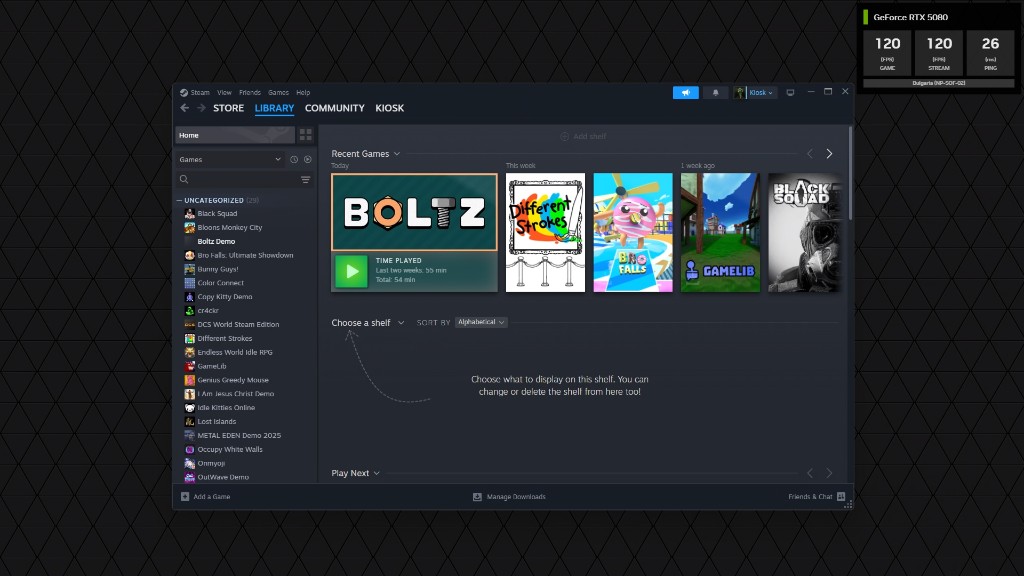 GeForce RTX 5080
120 120 26
[FPS] [FPS] [ms]
GAME STREAM PING
Bulgaria (NP-SOF-02)
Steam View Friends Games Help
Kiosk
STORE LIBRARY COMMUNITY KIOSK
Home
Add shelf
Games
Recent Games
Today This week 1 week ago
UNCATEGORIZED
Black Squad
Bloons Monkey City
Boltz Demo
Bro Falls: Ultimate Showdown
Bunny Guys!
Color Connect
Copy Kitty Demo
cr4ckr
DCS World Steam Edition
Different Strokes
Endless World Idle RPG
GameLib
Genius Greedy Mouse
I Am Jesus Christ Demo
Idle Kitties Online
Lost Islands
METAL EDEN Demo 2025
Occupy White Walls
Onmyoji
OutWave Demo
BOLTZ
TIME PLAYED
Last two weeks: 55 min
Total: 54 min
Different
Strokes
BRO
FALLS
GAMELIB
BLACK
SQUAD
Choose a shelf SORT BY Alphabetical
Choose what to display on this shelf. You can
change or delete the shelf from here too!
Play Next
Add a Game Manage Downloads Friends & Chat